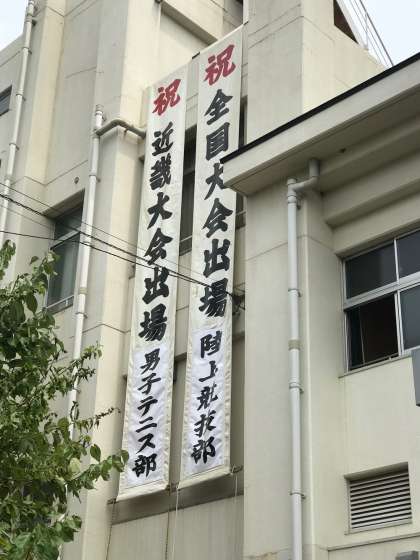 祝 全国大会出場 陸上競技部
祝 近畿大会出場 男子テニス部